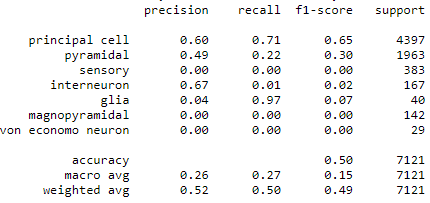 precision recall f1-score support
principal cell 0.60 0.71 0.65 4397
pyramidal 0.49 0.22 0.30 1963
sensory 0.00 0.00 0.00 383
interneuron 0.67 0.01 0.02 167
glia 0.04 0.97 0.07 40
magnopyramidal 0.00 0.00 0.00 142
von economo neuron 0.00 0.00 0.00 29
accuracy 0.50 7121
macro avg 0.26 0.27 0.15 7121
weighted avg 0.52 0.50 0.49 7121